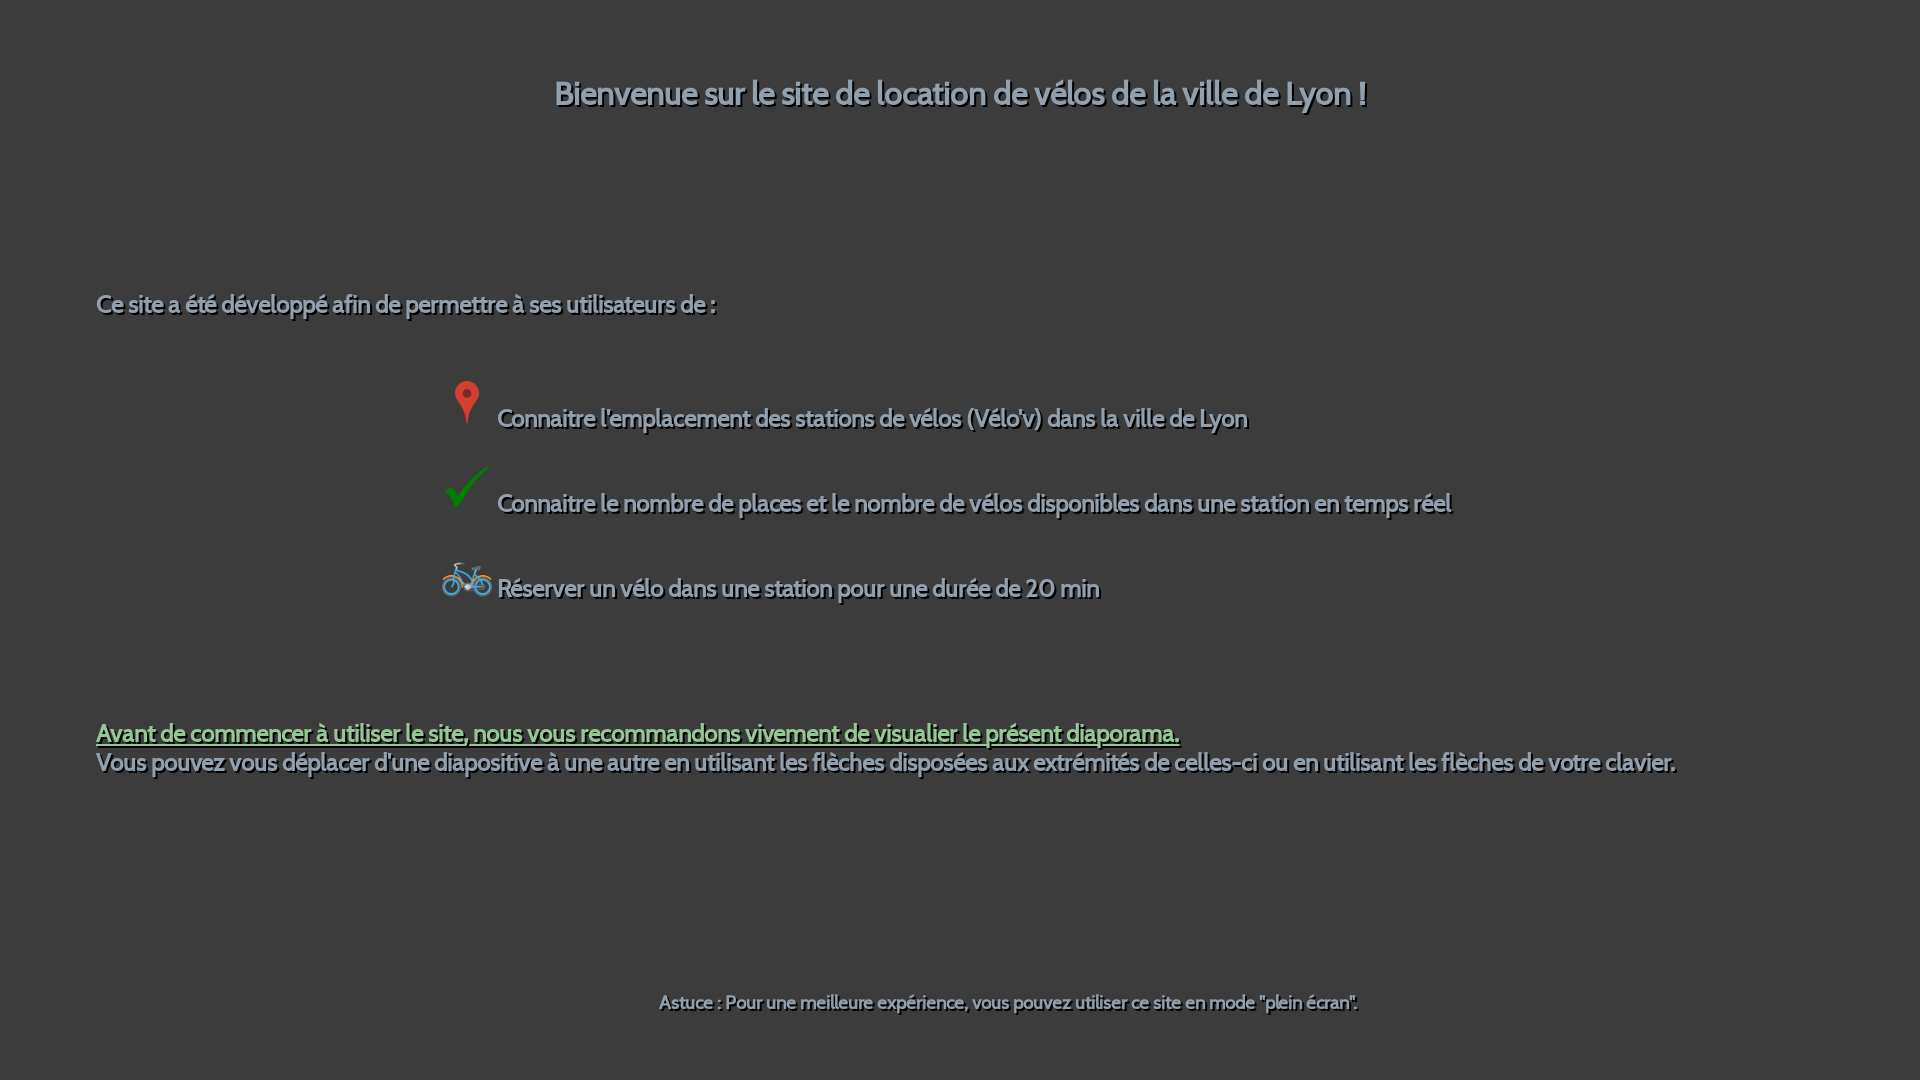 Bienvenue sur le site de location de vélos de la ville de Lyon !
Ce site a été développé afin de permettre à ses utilisateurs de :
Connaitre l'emplacement des stations de vélos (Vélo'v) dans la ville de Lyon
Connaitre le nombre de places et le nombre de vélos disponibles dans une station en temps réel
Réserver un vélo dans une station pour une durée de 20 min
Avant de commencer à utiliser le site, nous vous recommandons vivement de visualier le présent diaporama.
Vous pouvez vous déplacer d'une diapositive à une autre en utilisant les flèches disposées aux extrémités de celles-ci ou en utilisant les flèches de votre clavier.
Astuce : Pour une meilleure expérience, vous pouvez utiliser ce site en mode "plein écran".